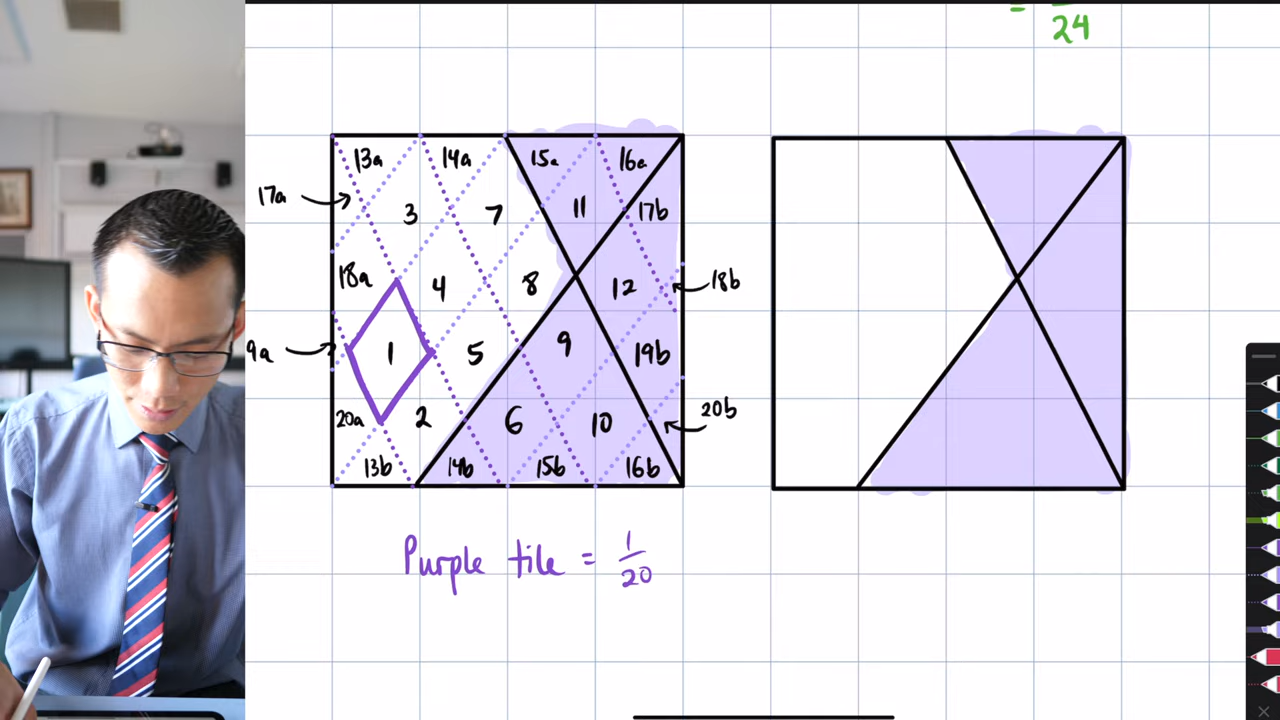 =
24
13a 14a 15a 16a
17a 3 7 11 17b
18a 4 8 12 18b
9a 1 5 9 19b
20a 2 6 10 20b
13b 14b 15b 16b
Purple tile = 1/20